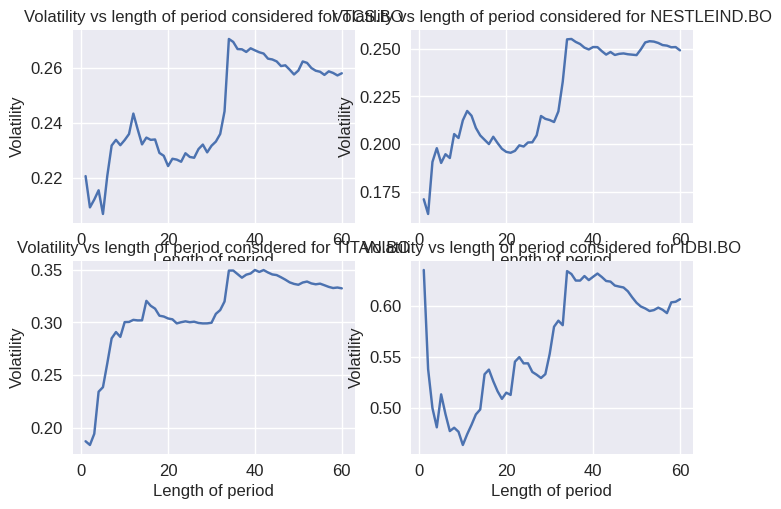 Volatility vs length of period considered for TCS.BO
Volatility vs length of period considered for NESTLEIND.BO
Volatility
0.26
0.24
0.22
0
20
40
60
Length of period
Volatility
0.250
0.225
0.200
0.175
0
20
40
60
Length of period
Volatility vs length of period considered for TITAN.BO
Volatility vs length of period considered for IDBI.BO
Volatility
0.35
0.30
0.25
0.20
0
20
40
60
Length of period
Volatility
0.60
0.55
0.50
0
20
40
60
Length of period